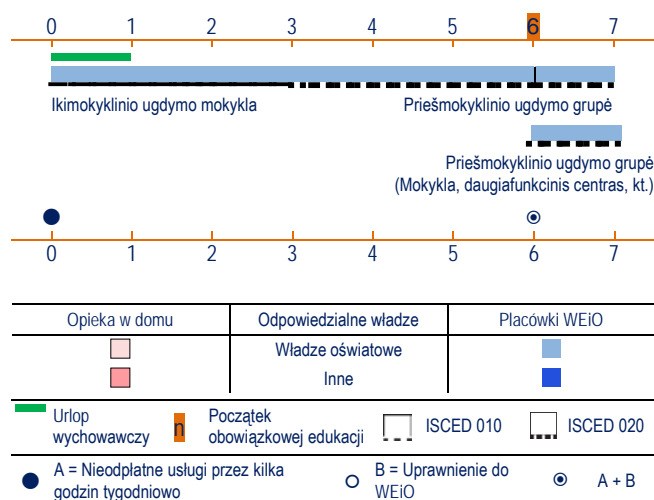 0 1 2 3 4 5 6 7
Ikimokyklinio ugdymo mokykla Priešmokyklinio ugdymo grupė
Priešmokyklinio ugdymo grupė
(Mokykla, daugiafunkcinis centras, kt.)
0 1 2 3 4 5 6 7
Opieka w domu Odpowiedzialne władze Placówki WEiO
Władze oświatowe
Inne
Urlop
wychowawczy
n
Początek
obowiązkowej edukacji
ISCED 010
ISCED 020
A = Nieodpłatne usługi przez kilka
godzin tygodniowo
B = Uprawnienie do
WEiO
A + B